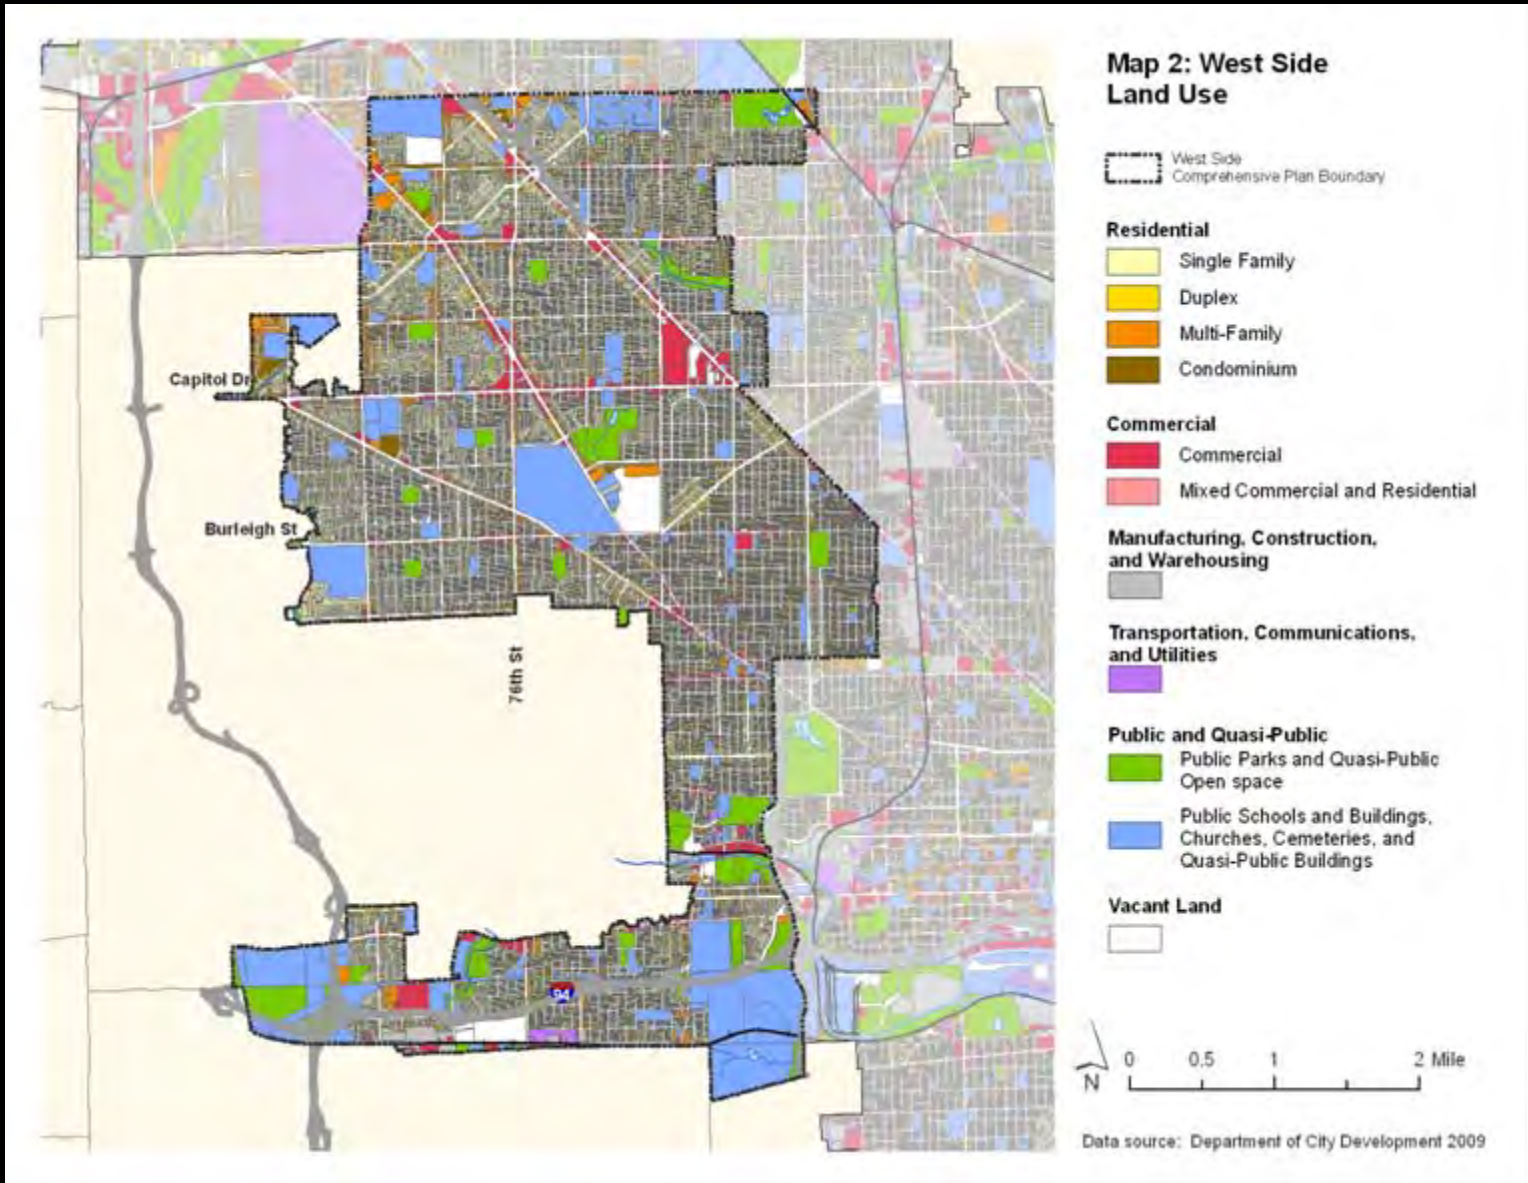 Map 2: West Side
Land Use
West Side
Comprehensive Plan Boundary
Residential
Single Family
Duplex
Multi-Family
Condominium
Commercial
Commercial
Mixed Commercial and Residential
Manufacturing, Construction,
and Warehousing
Transportation, Communications,
and Utilities
Public and Quasi-Public
Public Parks and Quasi-Public
Open space
Public Schools and Buildings,
Churches, Cemeteries, and
Quasi-Public Buildings
Vacant Land
Capitol Dr
Burleigh St
76th St
94
N
0 0.5 1 2 Mile
Data source: Department of City Development 2009